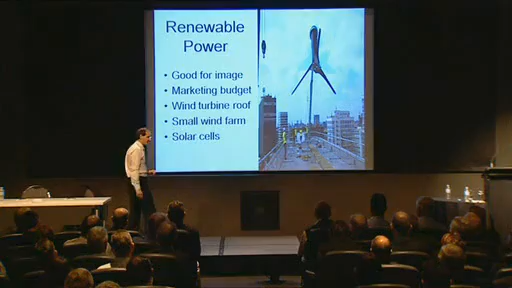 Renewable
Power
• Good for image
• Marketing budget
• Wind turbine roof
• Small wind farm
• Solar cells